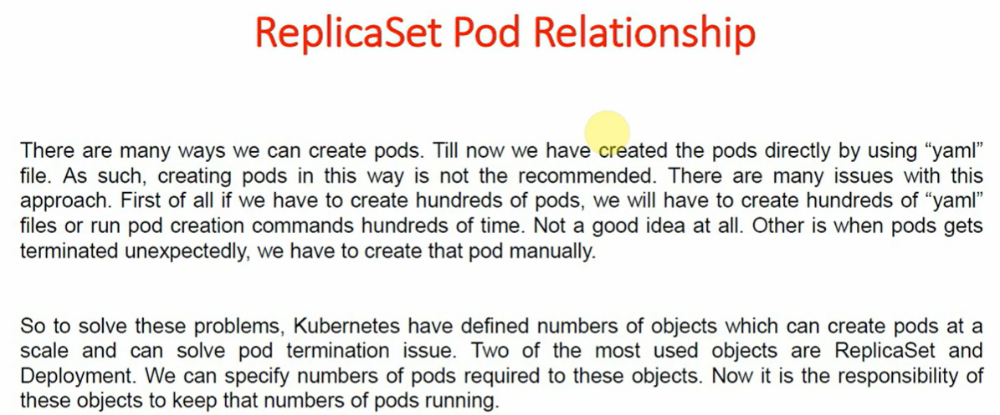 ReplicaSet Pod Relationship
There are many ways we can create pods. Till now we have created the pods directly by using “yaml”
file. As such, creating pods in this way is not the recommended. There are many issues with this
approach. First of all if we have to create hundreds of pods, we will have to create hundreds of “yaml”
files or run pod creation commands hundreds of time. Not a good idea at all. Other is when pods gets
terminated unexpectedly, we have to create that pod manually.
So to solve these problems, Kubernetes have defined numbers of objects which can create pods at a
scale and can solve pod termination issue. Two of the most used objects are ReplicaSet and
Deployment. We can specify numbers of pods required to these objects. Now it is the responsibility of
these objects to keep that numbers of pods running.